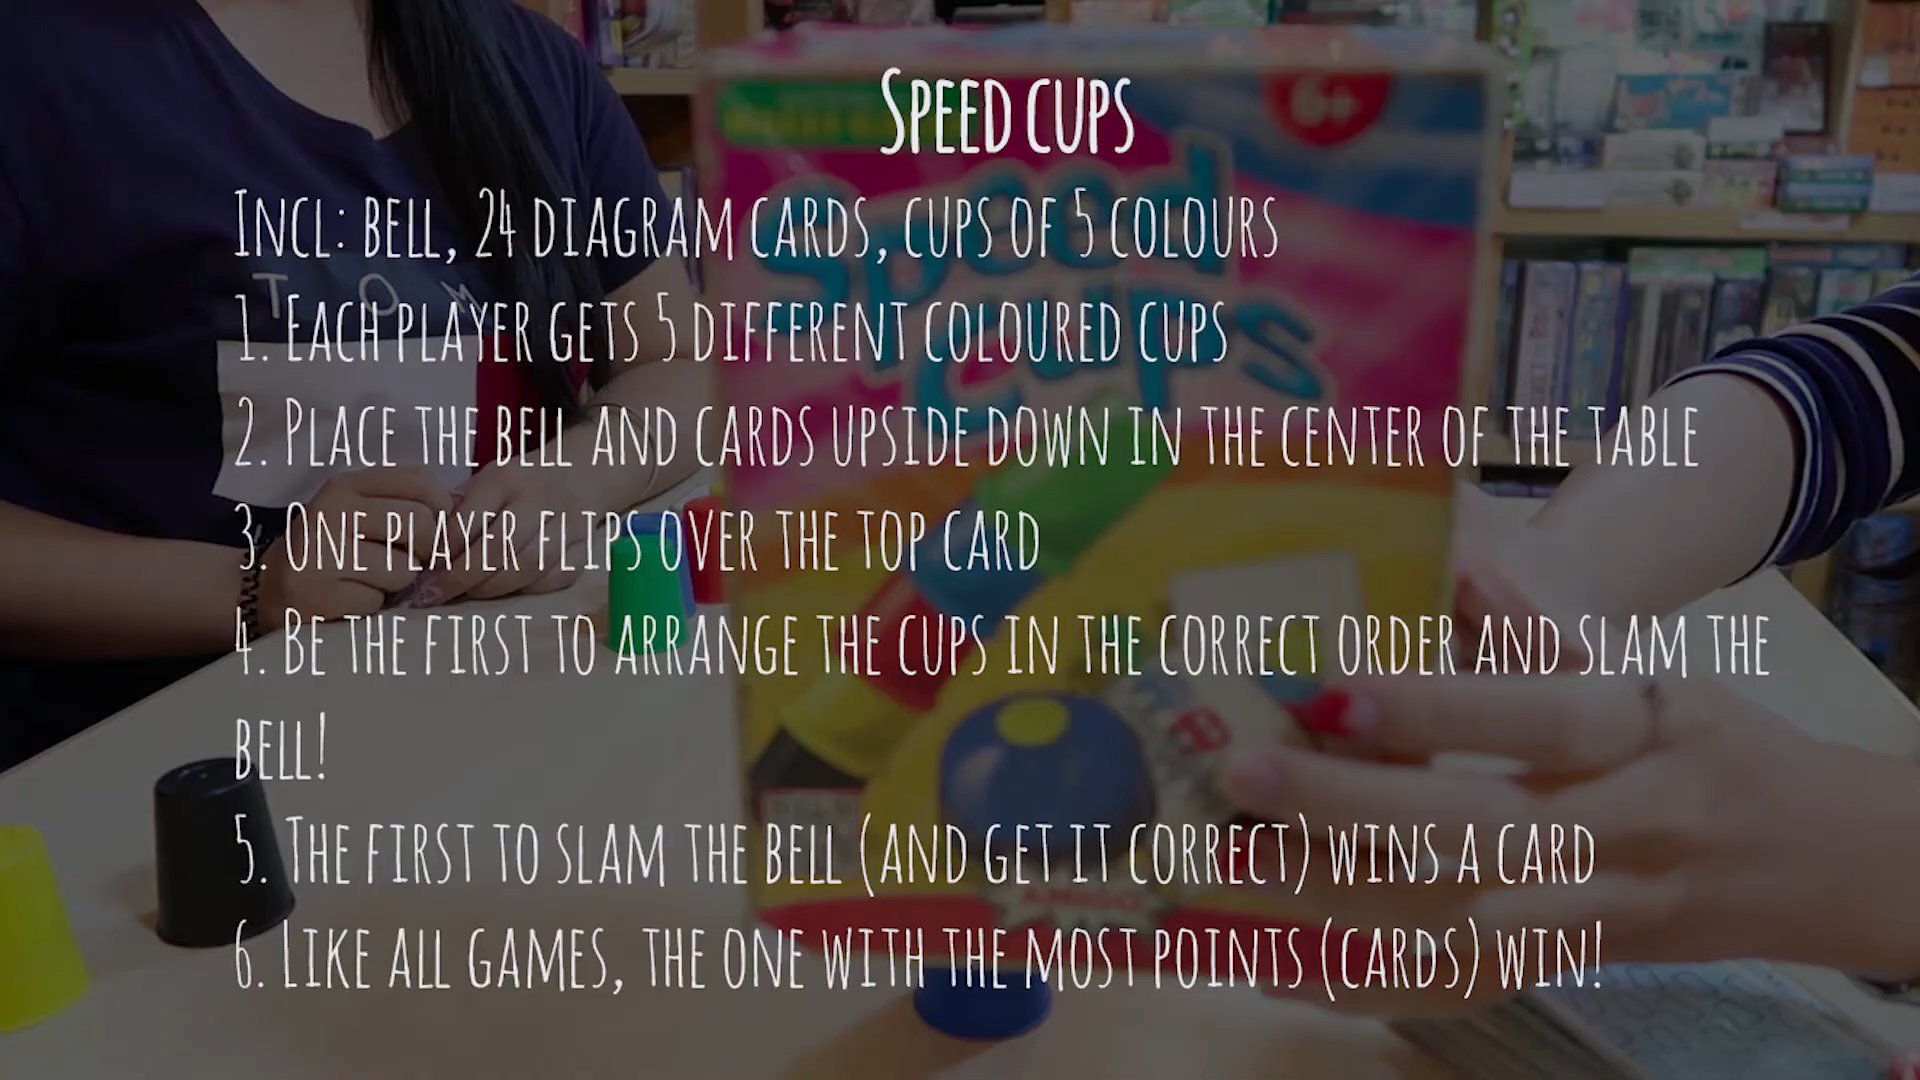 Speed cups
Incl: bell, 24 diagram cards, cups of 5 colours
1. Each player gets 5 different coloured cups
2. Place the bell and cards upside down in the center of the table
3. One player flips over the top card
4. Be the first to arrange the cups in the correct order and slam the
bell!
5. The first to slam the bell (and get it correct) wins a card
6. Like all games, the one with the most points (cards) win!
T O M
6+
Speed
Cups
AMIGO